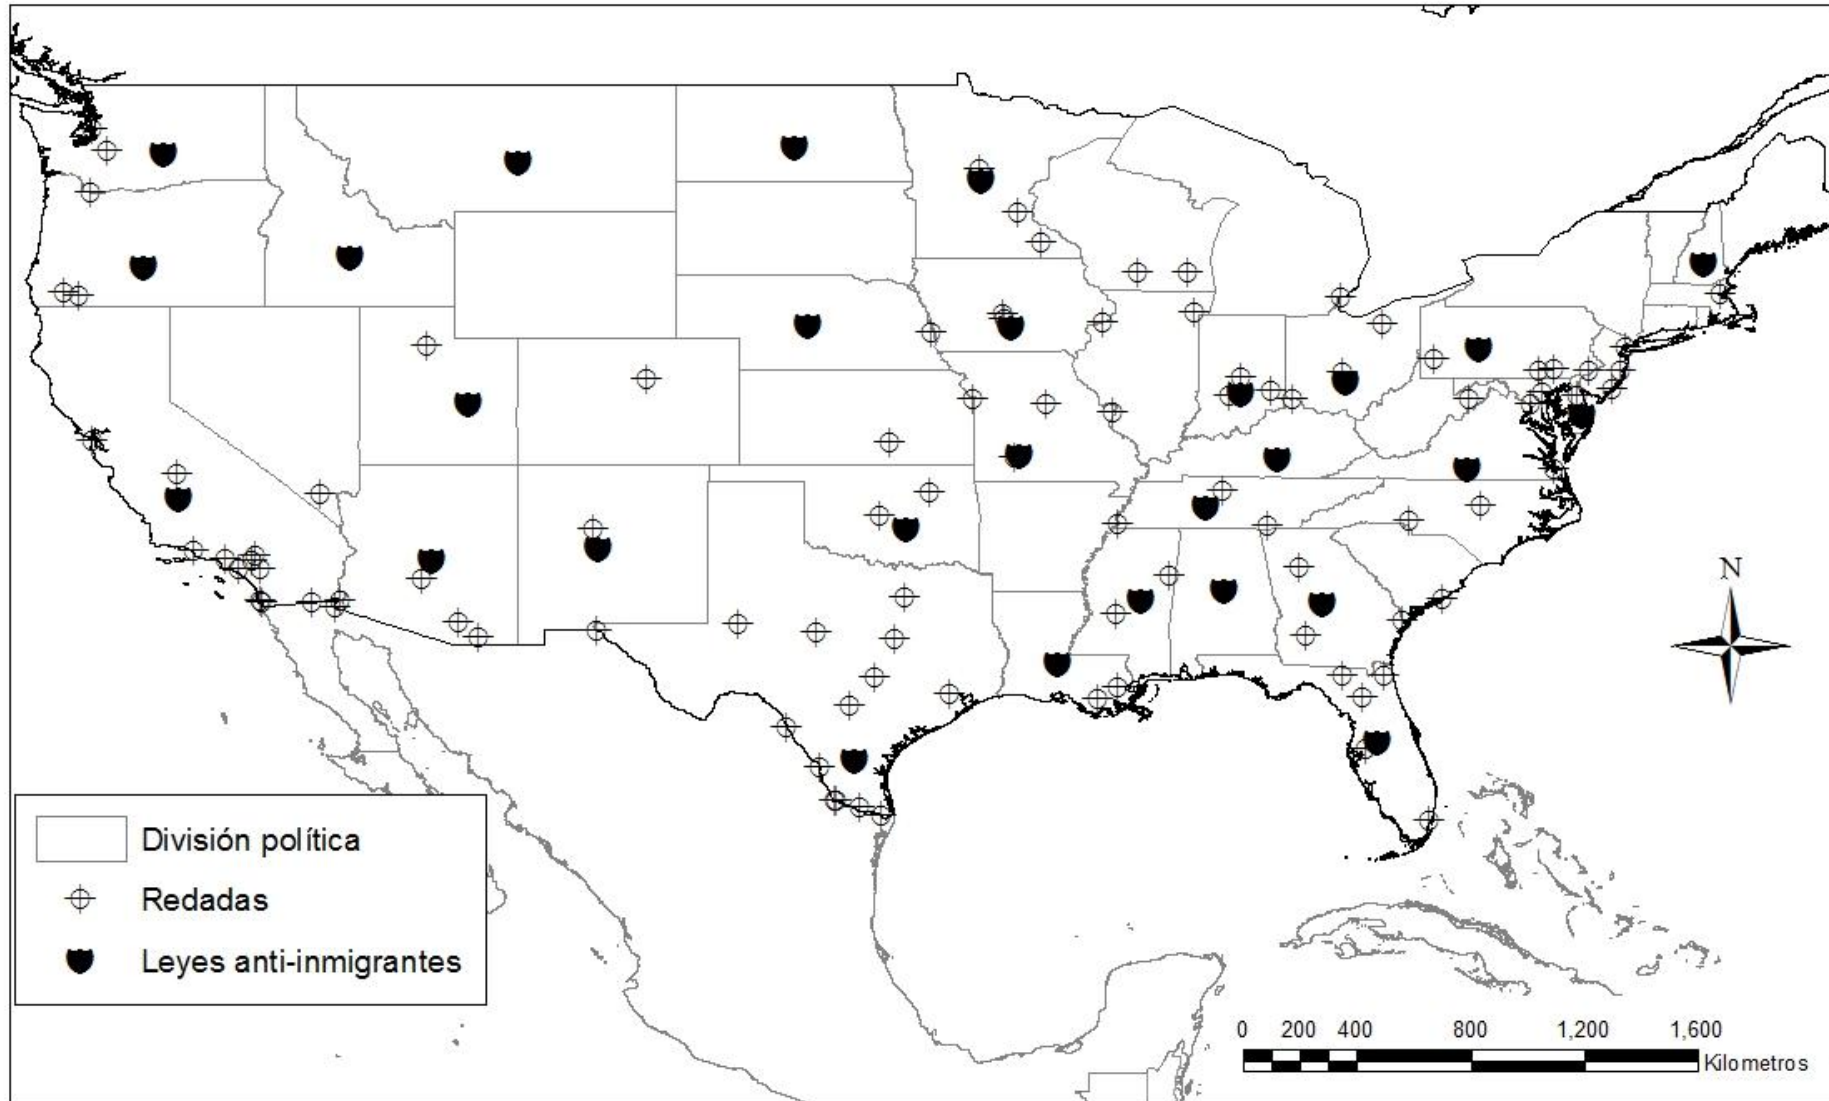 N
División política
Redadas
Leyes anti-inmigrantes
0 200 400 800 1,200 1,600
Kilometros